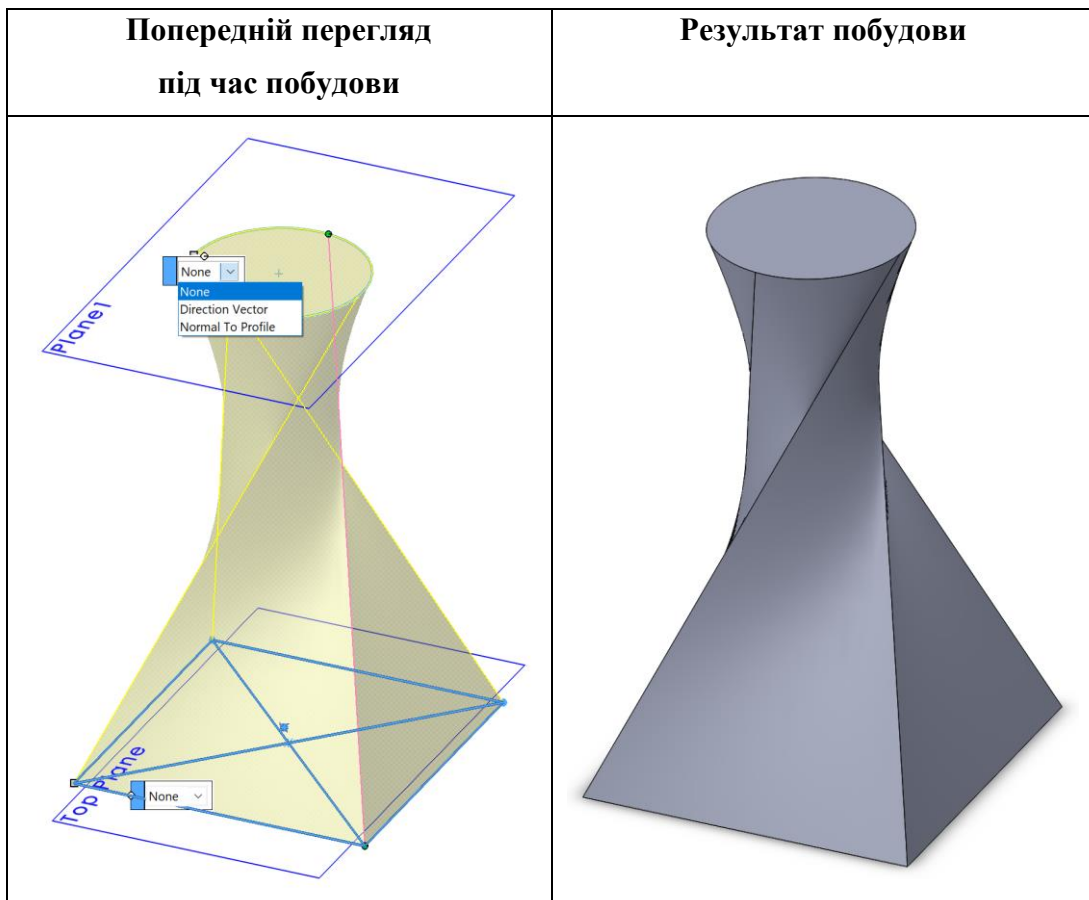 Попередній перегляд
під час побудови
Результат побудови
Plane1
None
None
Direction Vector
Normal To Profile
Top Plane
None